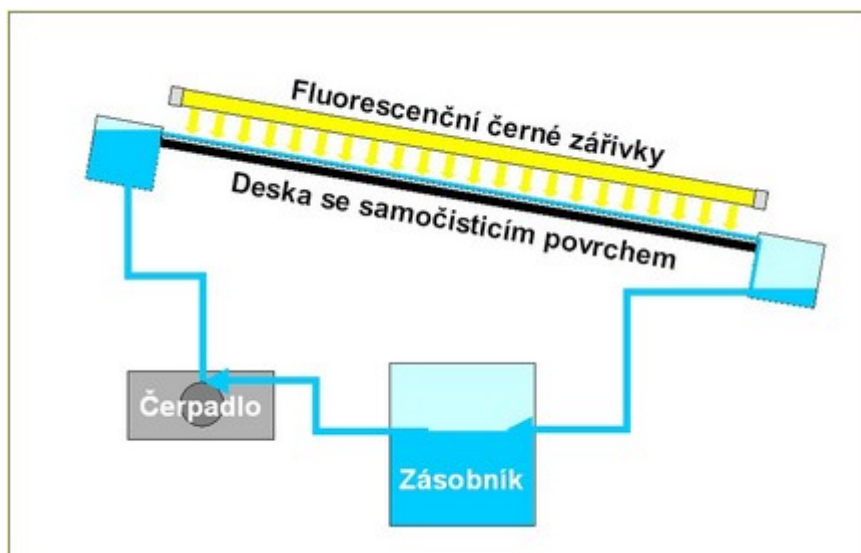 Fluorescenční černé zářivky
Deska se samočisticím povrchem
Čerpadlo
Zásobník